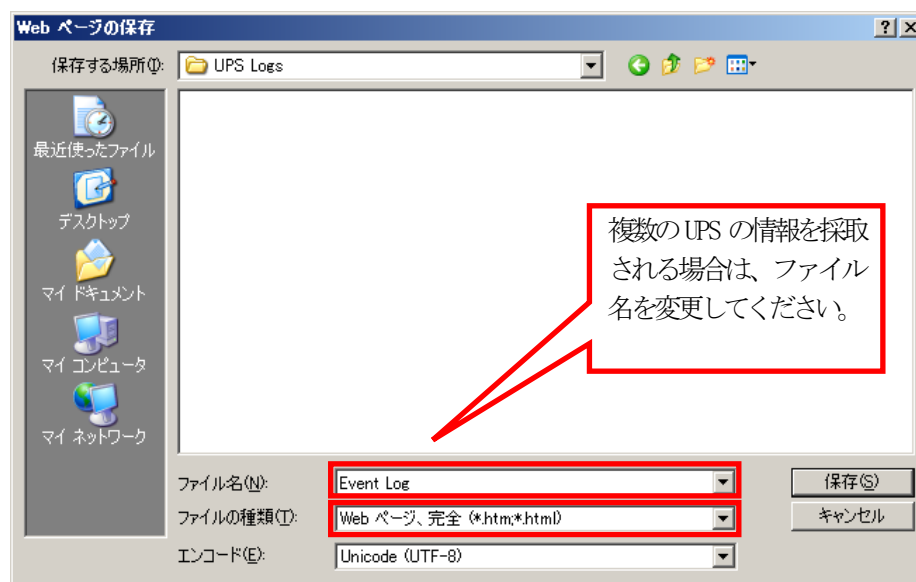 Web ページの保存
保存する場所(I):
UPS Logs
最近使ったファイル
デスクトップ
マイ ドキュメント
マイ コンピュータ
マイ ネットワーク
複数の UPS の情報を採取
される場合は、ファイル
名を変更してください。
ファイル名(N):
Event Log
保存(S)
ファイルの種類(T):
Web ページ、完全 (*.htm;*.html)
キャンセル
エンコード(E):
Unicode (UTF-8)